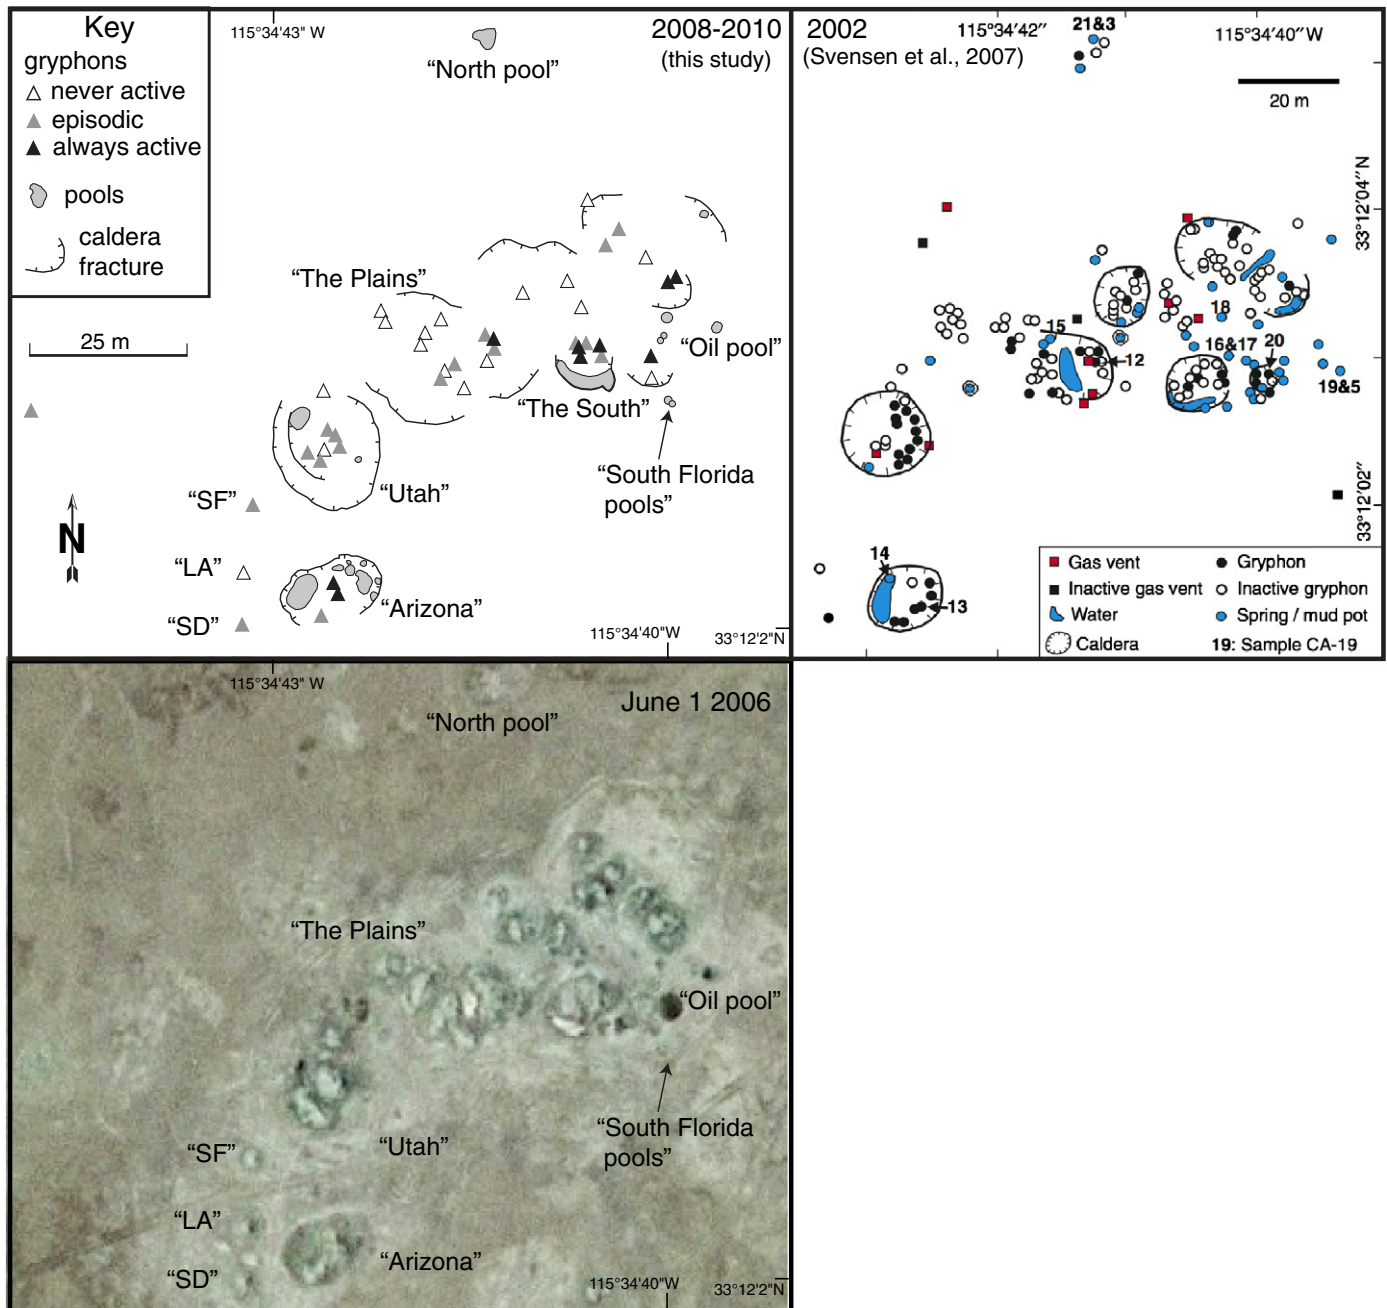 Key
gryphons
never active
episodic
always active
pools
caldera
fracture
25 m
N
115°34'43" W
2008-2010
(this study)
“North pool”
“The Plains”
“Oil pool”
“The South”
“South Florida
pools”
“Utah”
“SF”
“LA”
“SD”
“Arizona”
115°34'40"W
33°12'2"N
2002
(Svensen et al., 2007)
115°34'42''
21&3
115°34'40'' W
20 m
33°12'04'' N
18
15
16&17
20
12
19&5
33°12'02''
14
13
Gas vent
Gryphon
Inactive gas vent
Inactive gryphon
Water
Spring / mud pot
Caldera
19: Sample CA-19
115°34'43" W
June 1 2006
“North pool”
“The Plains”
“Oil pool”
“South Florida
pools”
“Utah”
“SF”
“LA”
“SD”
“Arizona”
115°34'40"W
33°12'2"N